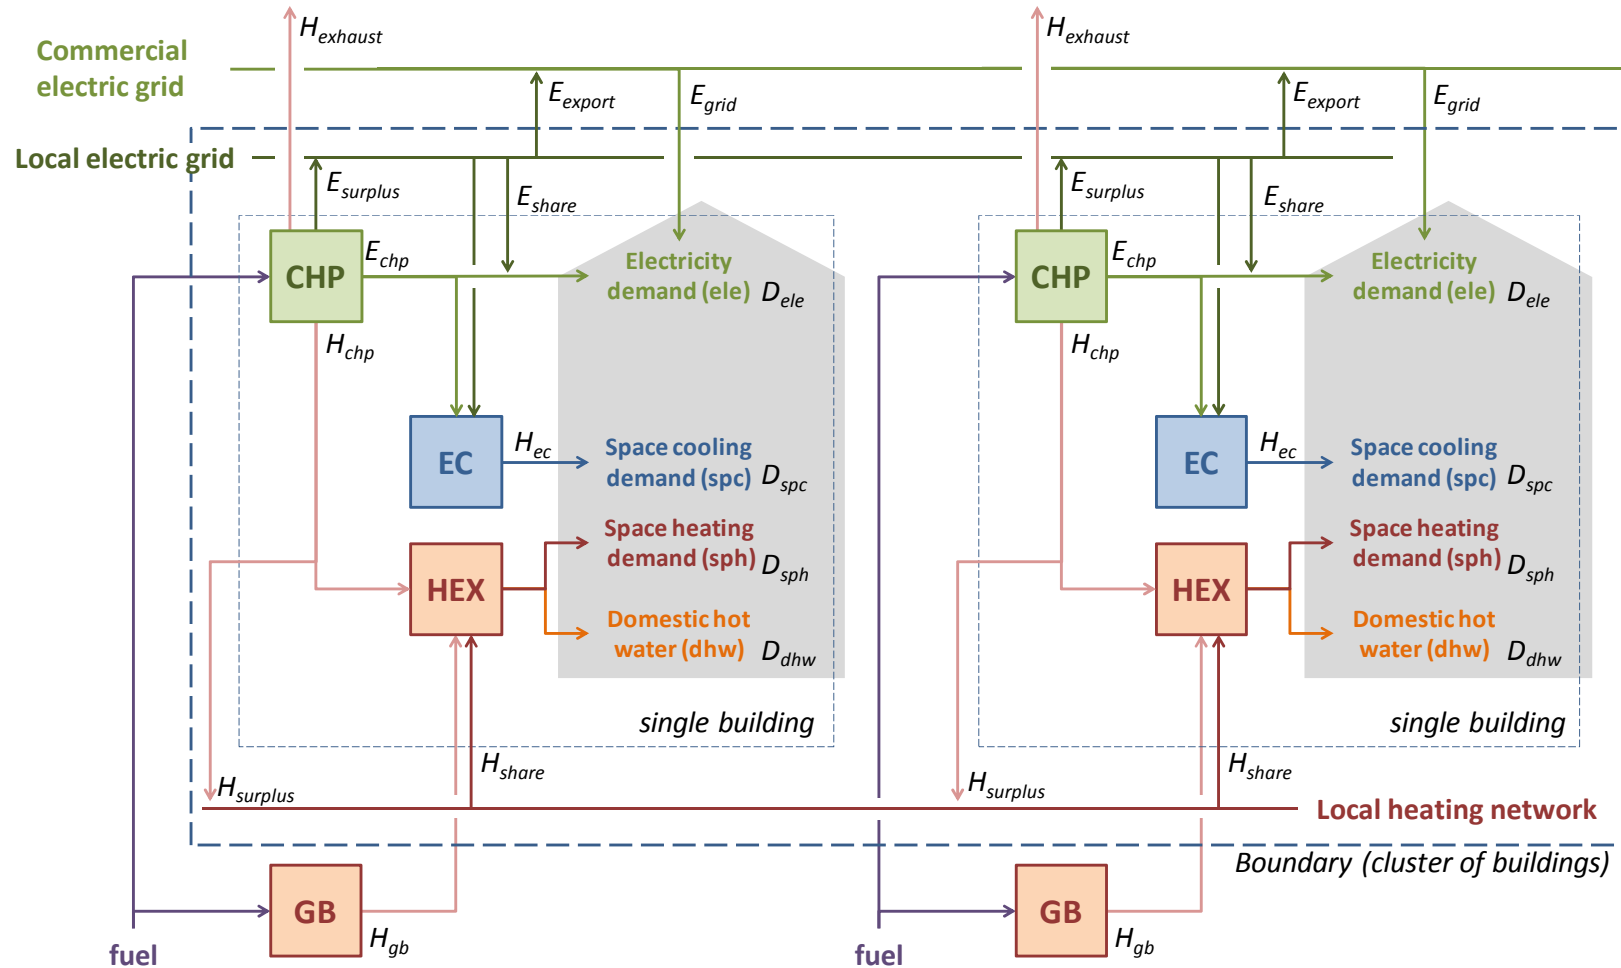 H_exhaust
H_exhaust
Commercial
electric grid
E_export
E_grid
E_export
E_grid
Local electric grid
E_surplus
E_share
E_surplus
E_share
CHP
E_chp
Electricity
demand (ele) D_ele
H_chp
CHP
E_chp
Electricity
demand (ele) D_ele
H_chp
EC
H_ec
Space cooling
demand (spc) D_spc
EC
H_ec
Space cooling
demand (spc) D_spc
HEX
Space heating
demand (sph) D_sph
Domestic hot
water (dhw) D_dhw
HEX
Space heating
demand (sph) D_sph
Domestic hot
water (dhw) D_dhw
single building
single building
H_surplus
H_share
H_surplus
H_share
Local heating network
Boundary (cluster of buildings)
GB
H_gb
GB
H_gb
fuel
fuel